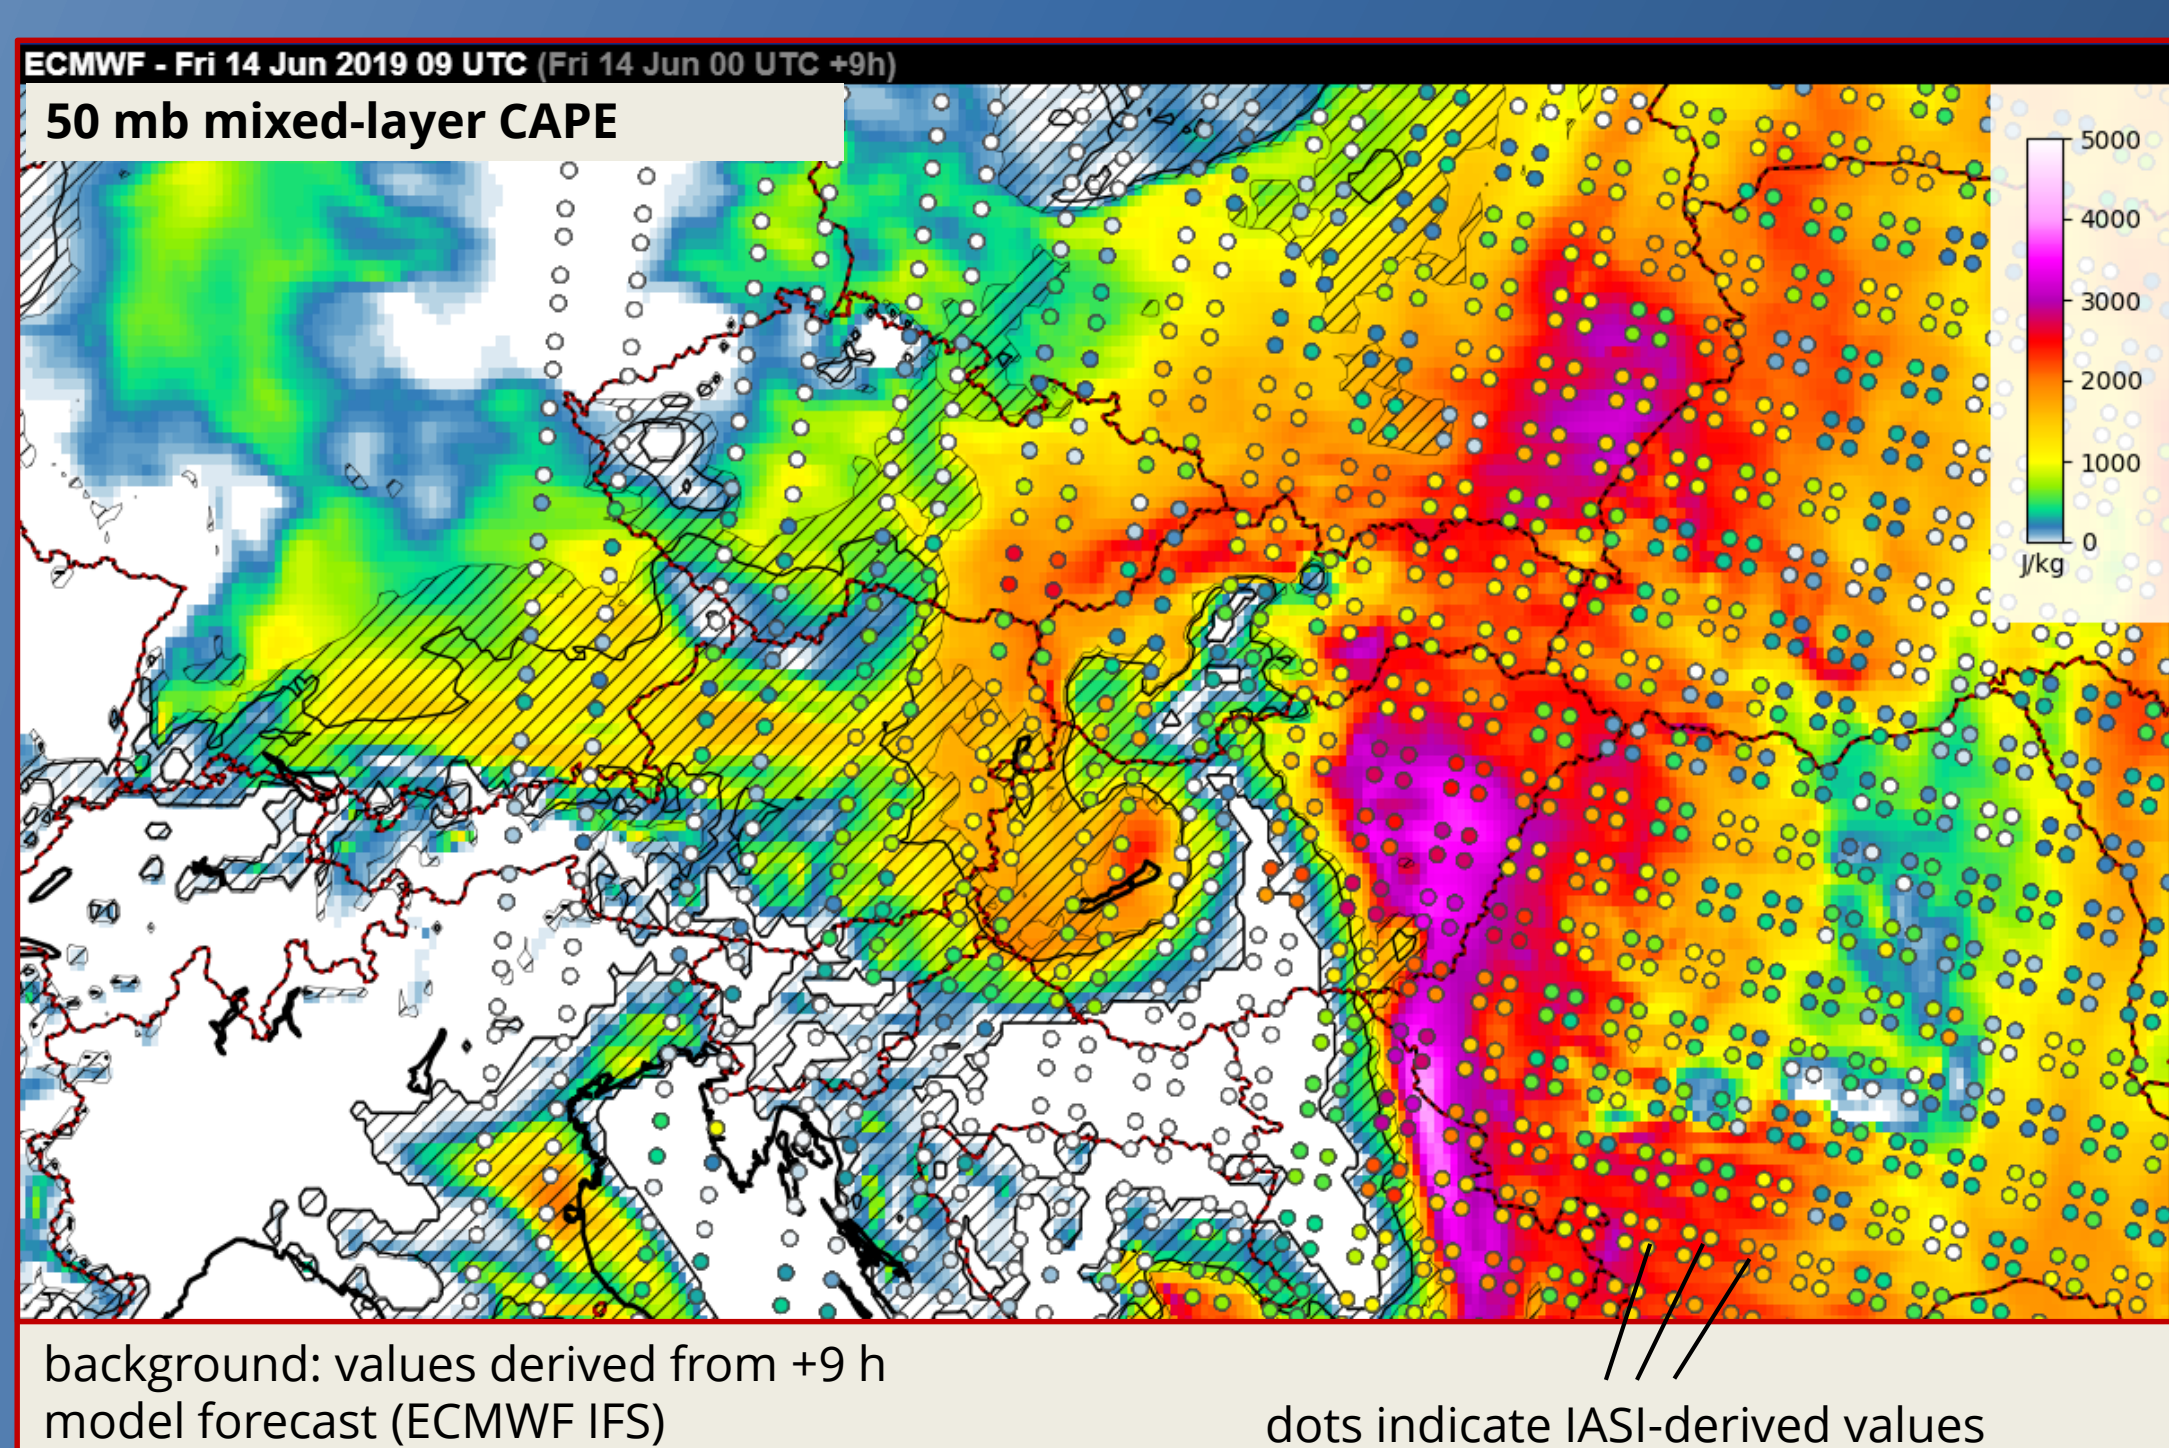 ECMWF - Fri 14 Jun 2019 09 UTC (Fri 14 Jun 00 UTC +9h)
50 mb mixed-layer CAPE
5000
4000
3000
2000
1000
0
J/kg
background: values derived from +9 h
model forecast (ECMWF IFS)
dots indicate IASI-derived values